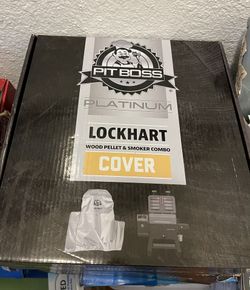 PIT BOSS
PLATINUM
LOCKHART
WOOD PELLET & SMOKER COMBO
COVER